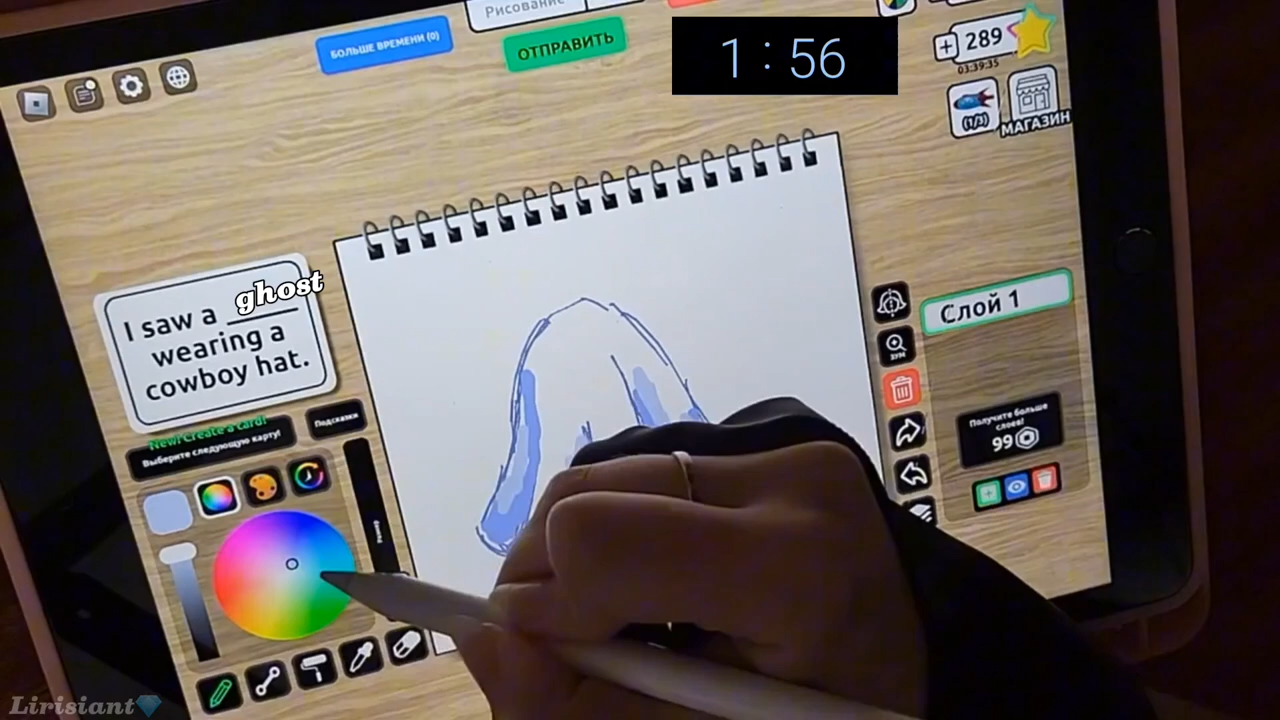 Рисование
БОЛЬШЕ ВРЕМЕНИ (0)
ОТПРАВИТЬ
1:56
289
03:39:35
(1/3)
МАГАЗИН
I saw a ghost
wearing a
cowboy hat.
New! Create a card!
Выберите следующую карту!
Подсказки
Слой 1
ЗУМ
Получите больше
слоев!
99
Lirisiant